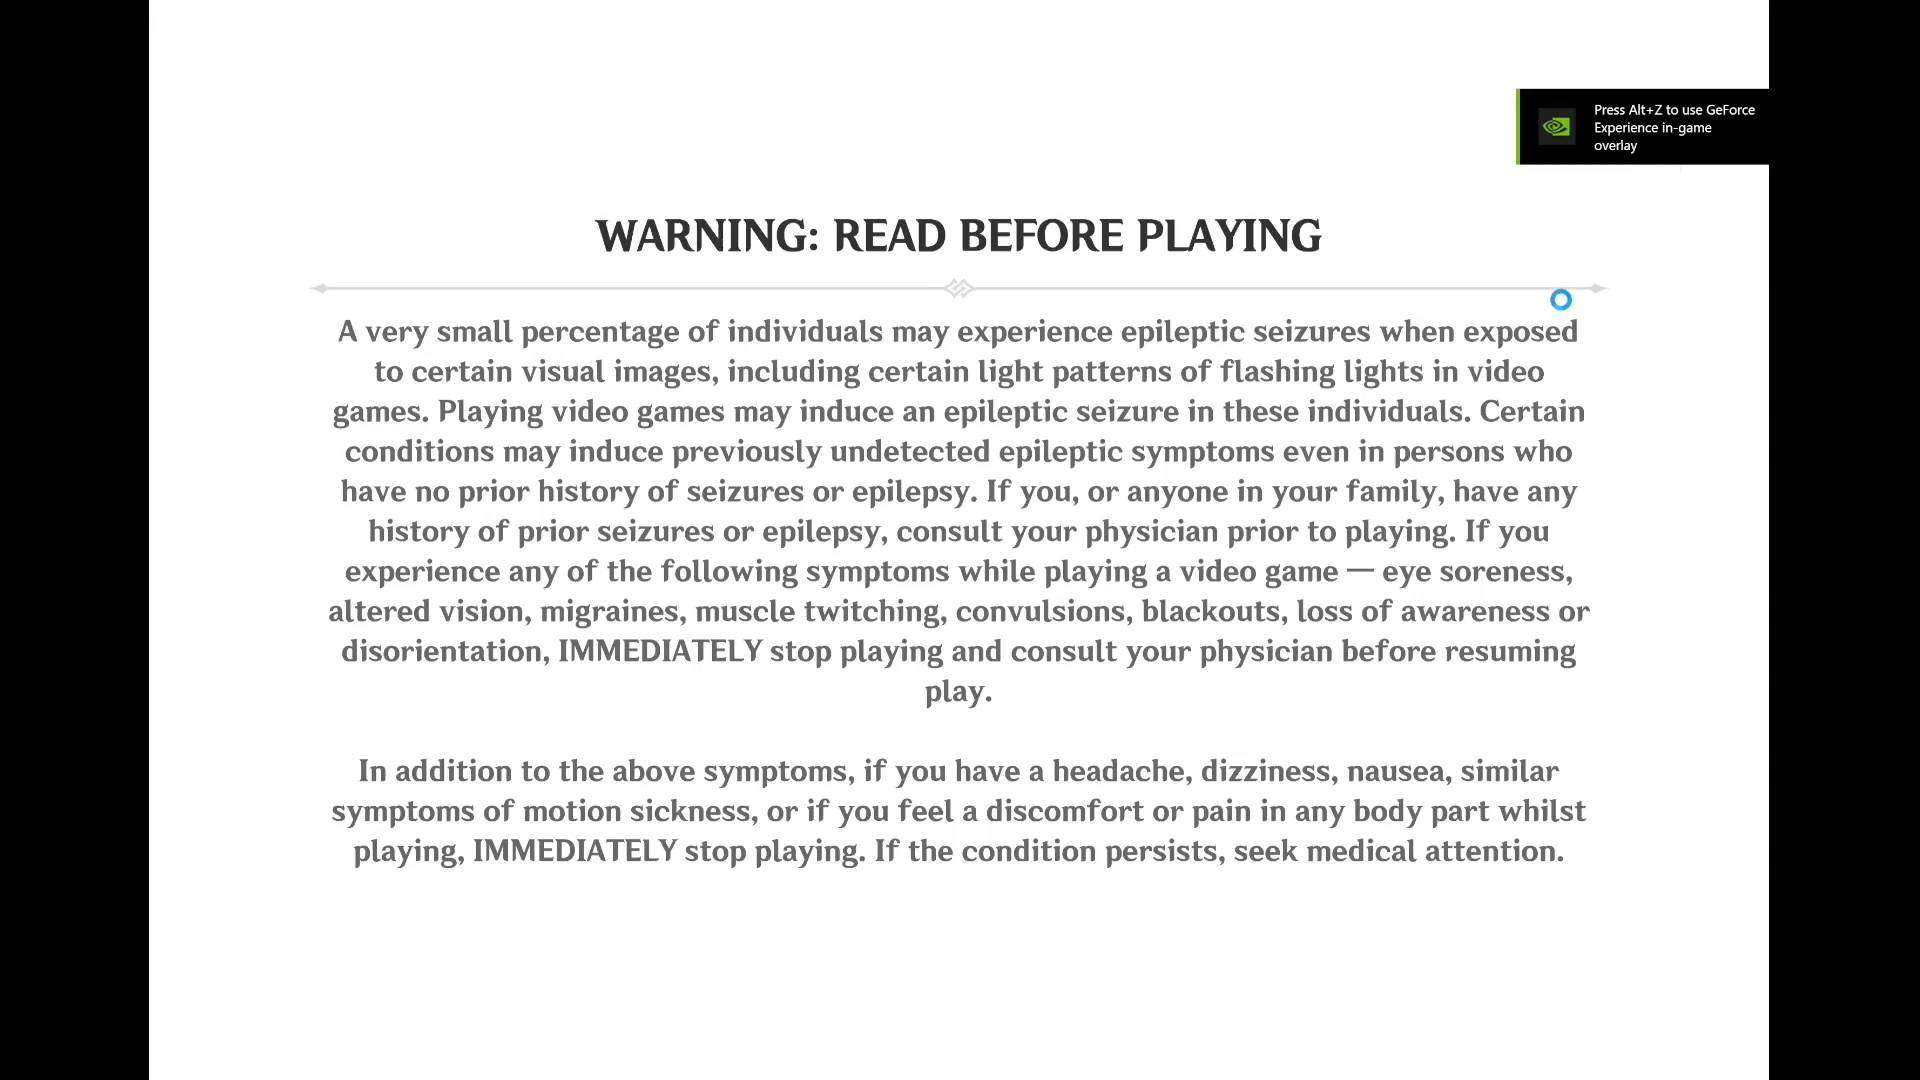 Press Alt+Z to use GeForce
Experience in-game
overlay
WARNING: READ BEFORE PLAYING
A very small percentage of individuals may experience epileptic seizures when exposed
to certain visual images, including certain light patterns of flashing lights in video
games. Playing video games may induce an epileptic seizure in these individuals. Certain
conditions may induce previously undetected epileptic symptoms even in persons who
have no prior history of seizures or epilepsy. If you, or anyone in your family, have any
history of prior seizures or epilepsy, consult your physician prior to playing. If you
experience any of the following symptoms while playing a video game — eye soreness,
altered vision, migraines, muscle twitching, convulsions, blackouts, loss of awareness or
disorientation, IMMEDIATELY stop playing and consult your physician before resuming
play.
In addition to the above symptoms, if you have a headache, dizziness, nausea, similar
symptoms of motion sickness, or if you feel a discomfort or pain in any body part whilst
playing, IMMEDIATELY stop playing. If the condition persists, seek medical attention.